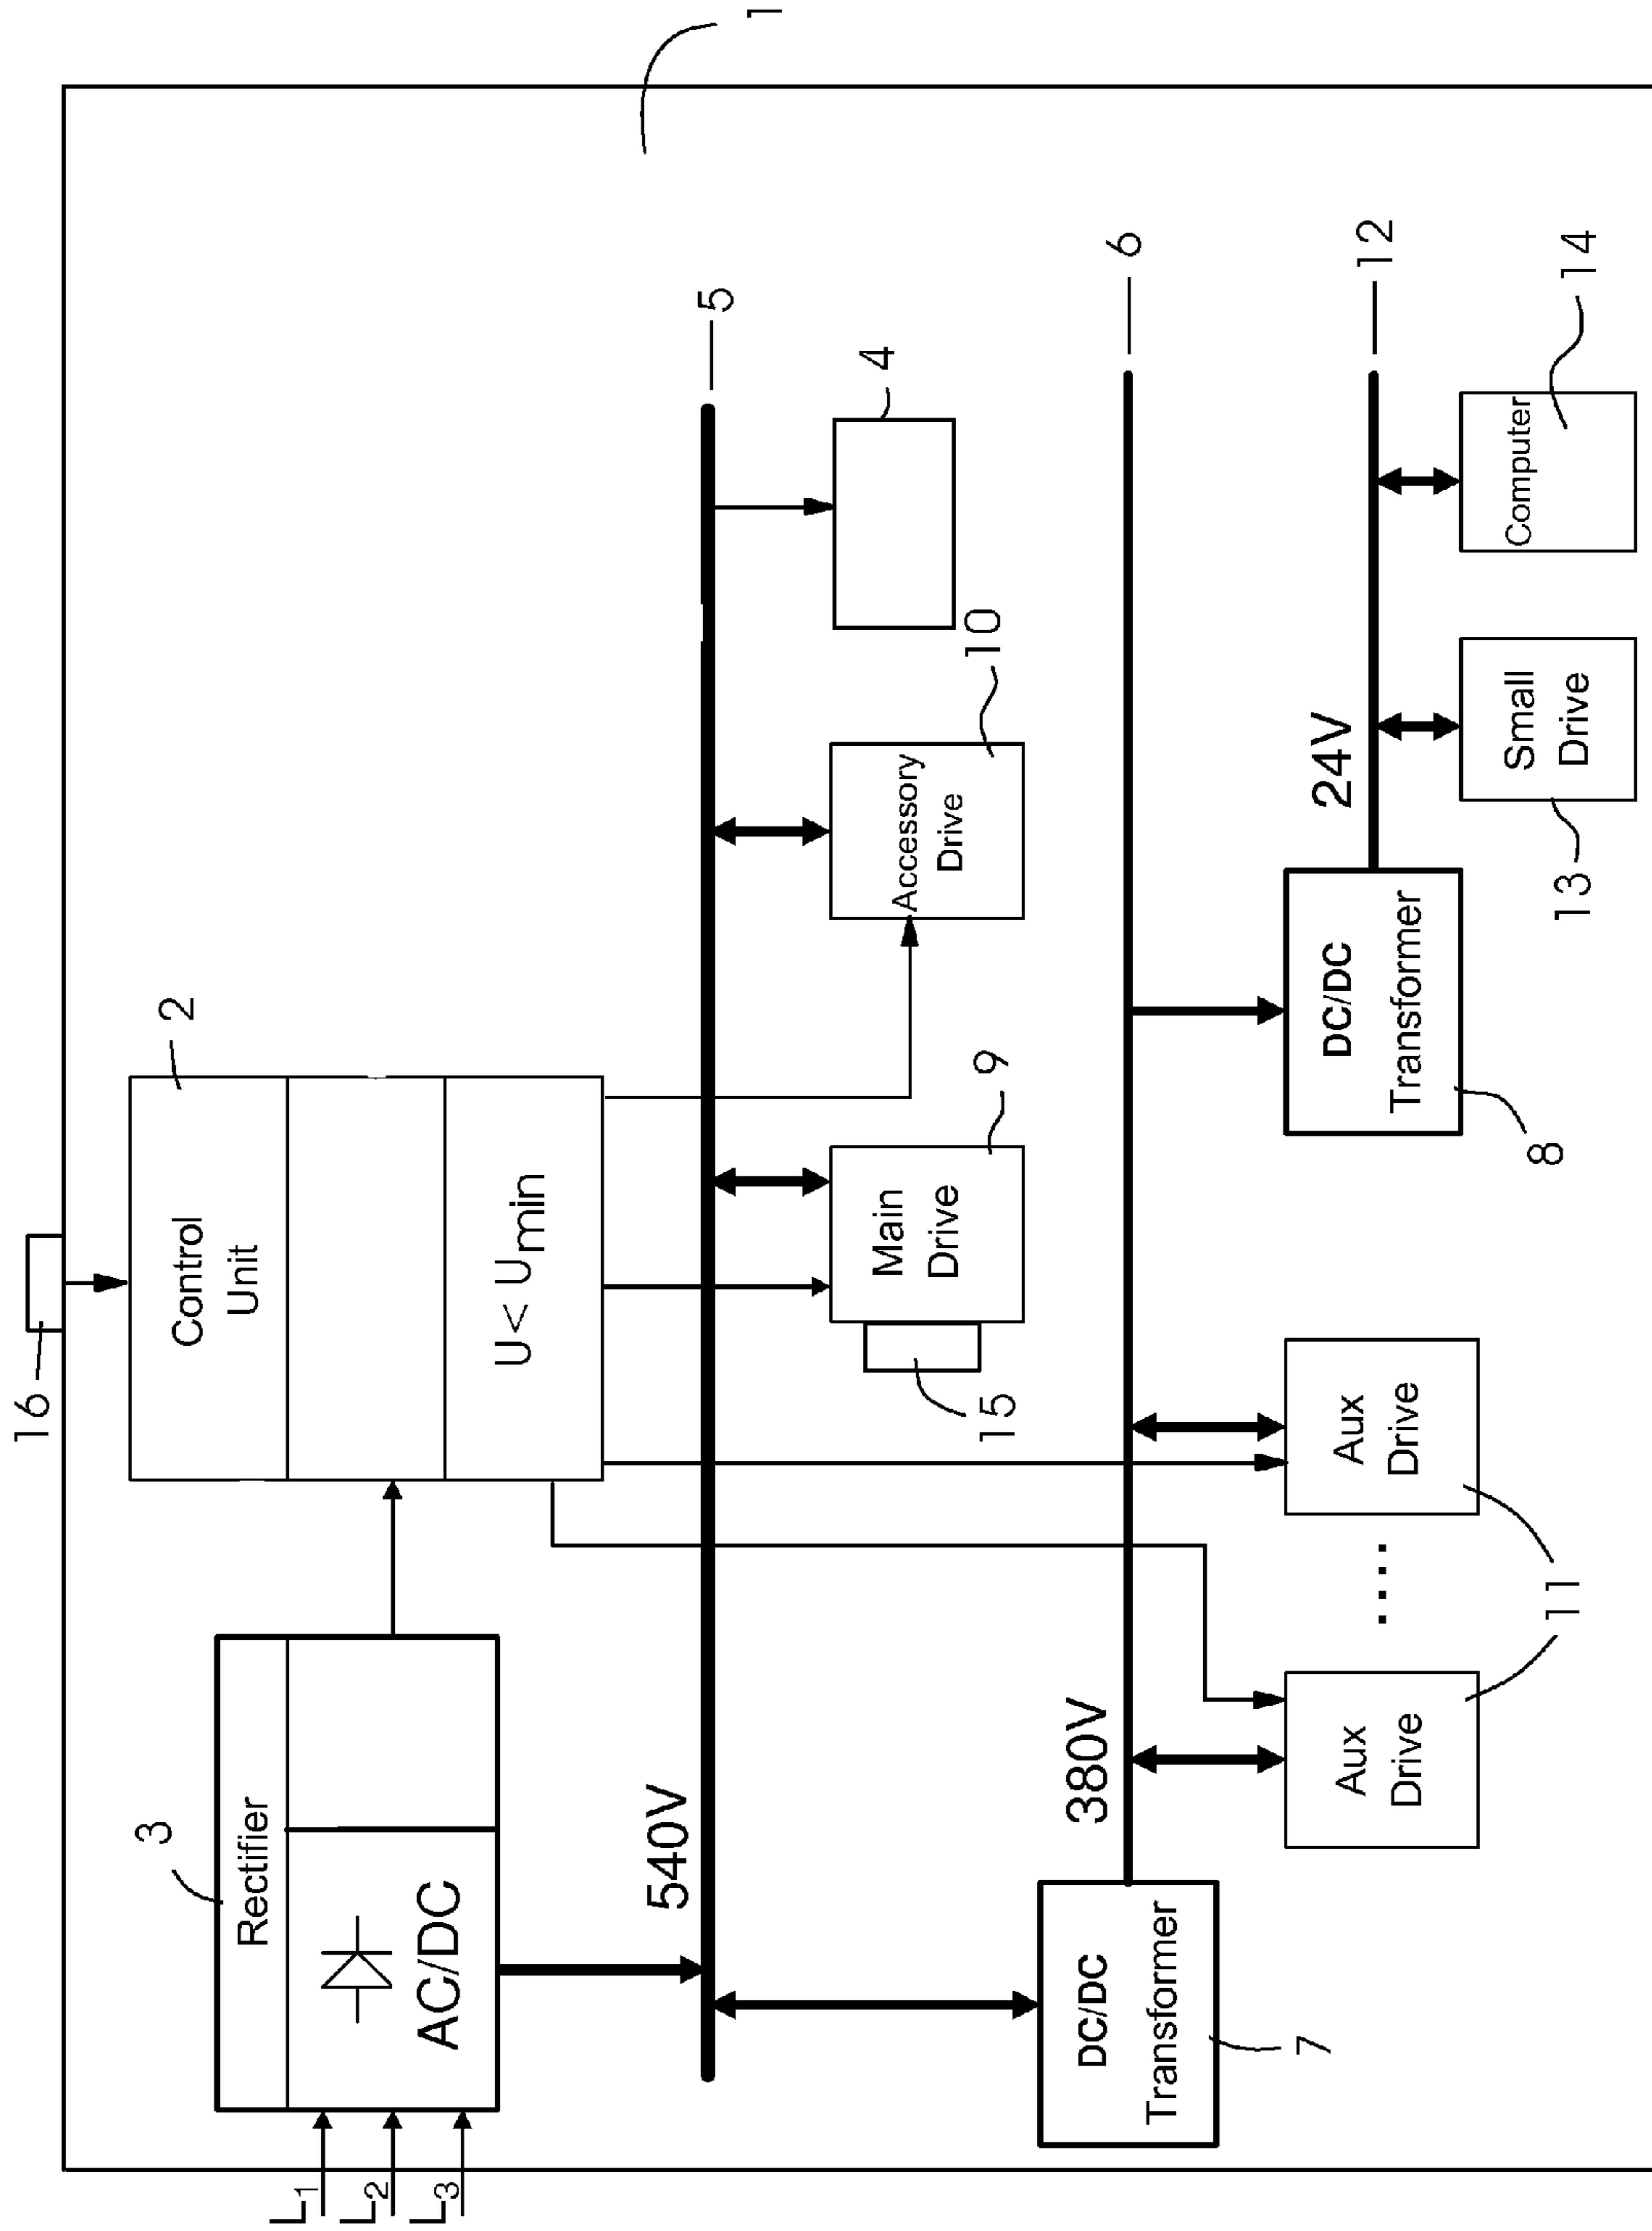 1
16
2
Control
Unit
U< Umin
3
Rectifier
AC/DC
L1
L2
L3
540V
5
4
10
Accessory
Drive
9
Main
Drive
15
6
380V
DC/DC
Transformer
7
12
24V
DC/DC
Transformer
8
Aux
Drive
....
Aux
Drive
11
Small
Drive
13
Computer
14